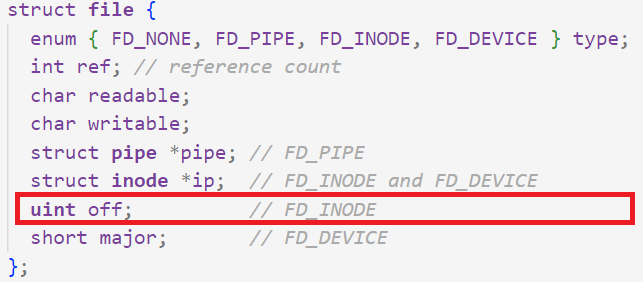 struct file {
enum { FD_NONE, FD_PIPE, FD_INODE, FD_DEVICE } type;
int ref; // reference count
char readable;
char writable;
struct pipe *pipe; // FD_PIPE
struct inode *ip; // FD_INODE and FD_DEVICE
uint off; // FD_INODE
short major; // FD_DEVICE
};